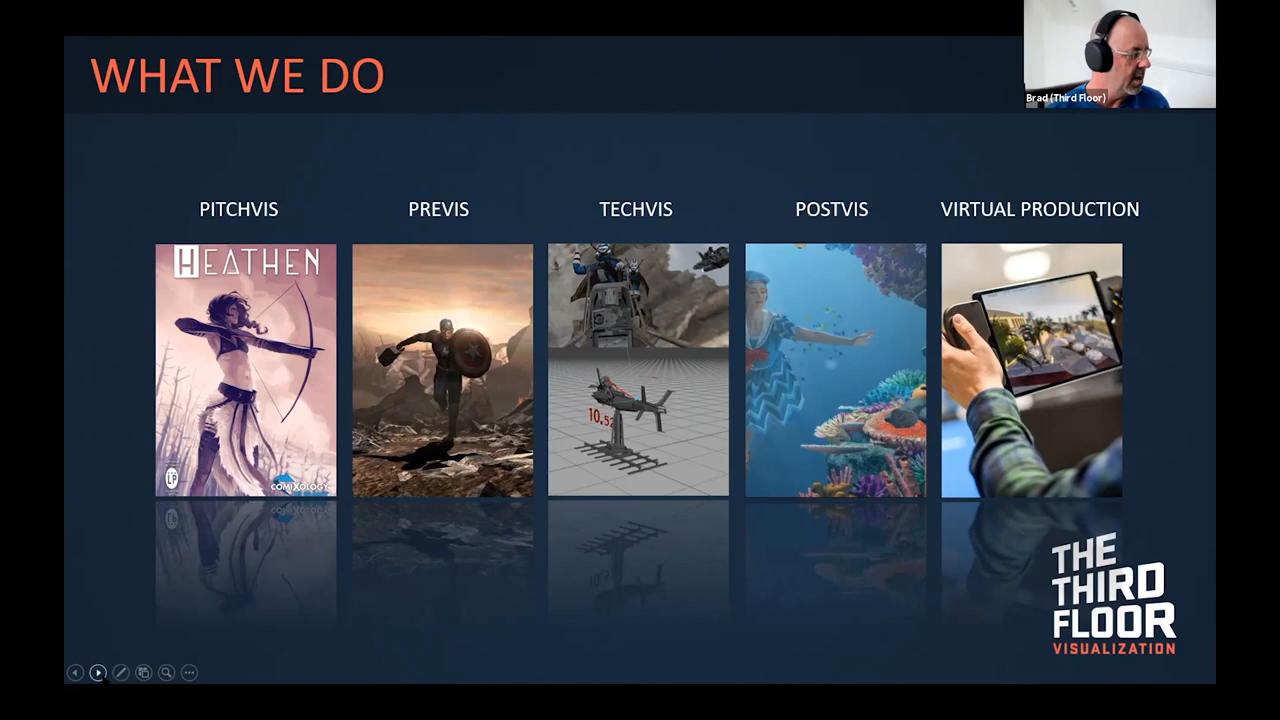 WHAT WE DO
Brad (Third Floor)
PITCHVIS
PREVIS
TECHVIS
POSTVIS
VIRTUAL PRODUCTION
HEATHEN
10.52
LP
COMIXOLOGY
THE
THIRD
FLOOR
VISUALIZATION